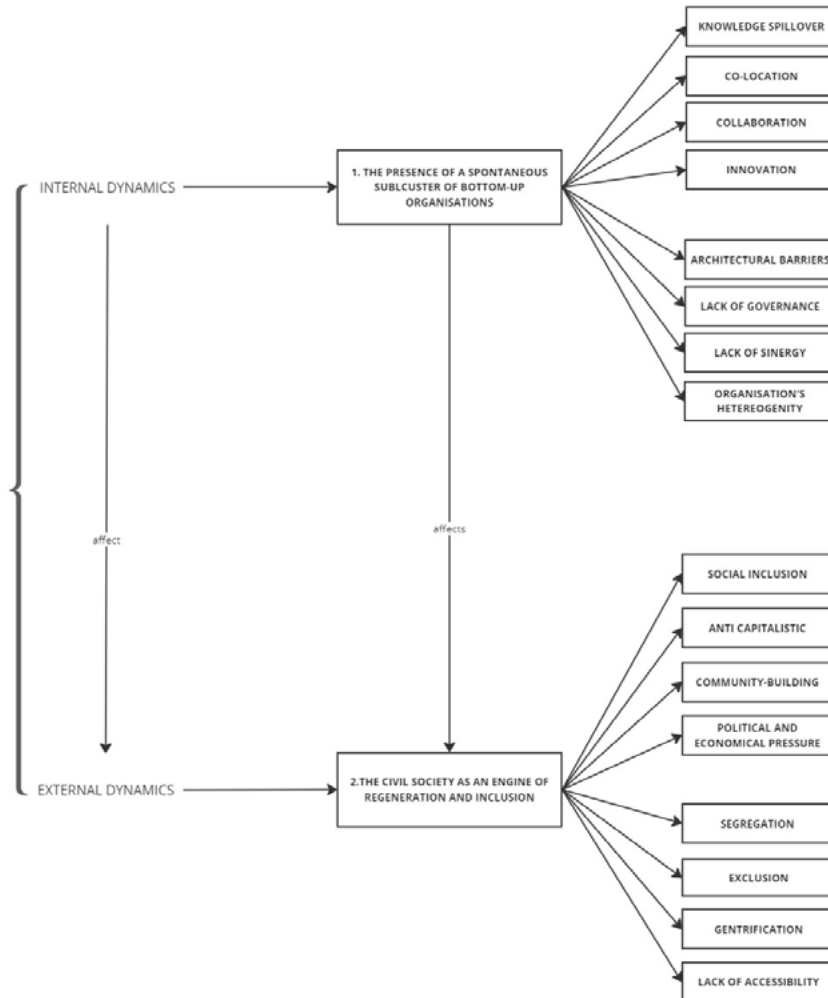 KNOWLEDGE SPILLOVER
CO-LOCATION
COLLABORATION
INNOVATION
INTERNAL DYNAMICS
1. THE PRESENCE OF A SPONTANEOUS
SUBLCUSTER OF BOTTOM-UP
ORGANISATIONS
ARCHITECTURAL BARRIERS
LACK OF GOVERNANCE
LACK OF SINERGY
ORGANISATION'S
HETEREOGENITY
affect
affects
SOCIAL INCLUSION
ANTI CAPITALISTIC
COMMUNITY-BUILDING
POLITICAL AND
ECONOMICAL PRESSURE
EXTERNAL DYNAMICS
2.THE CIVIL SOCIETY AS AN ENGINE OF
REGENERATION AND INCLUSION
SEGREGATION
EXCLUSION
GENTRIFICATION
LACK OF ACCESSIBILITY